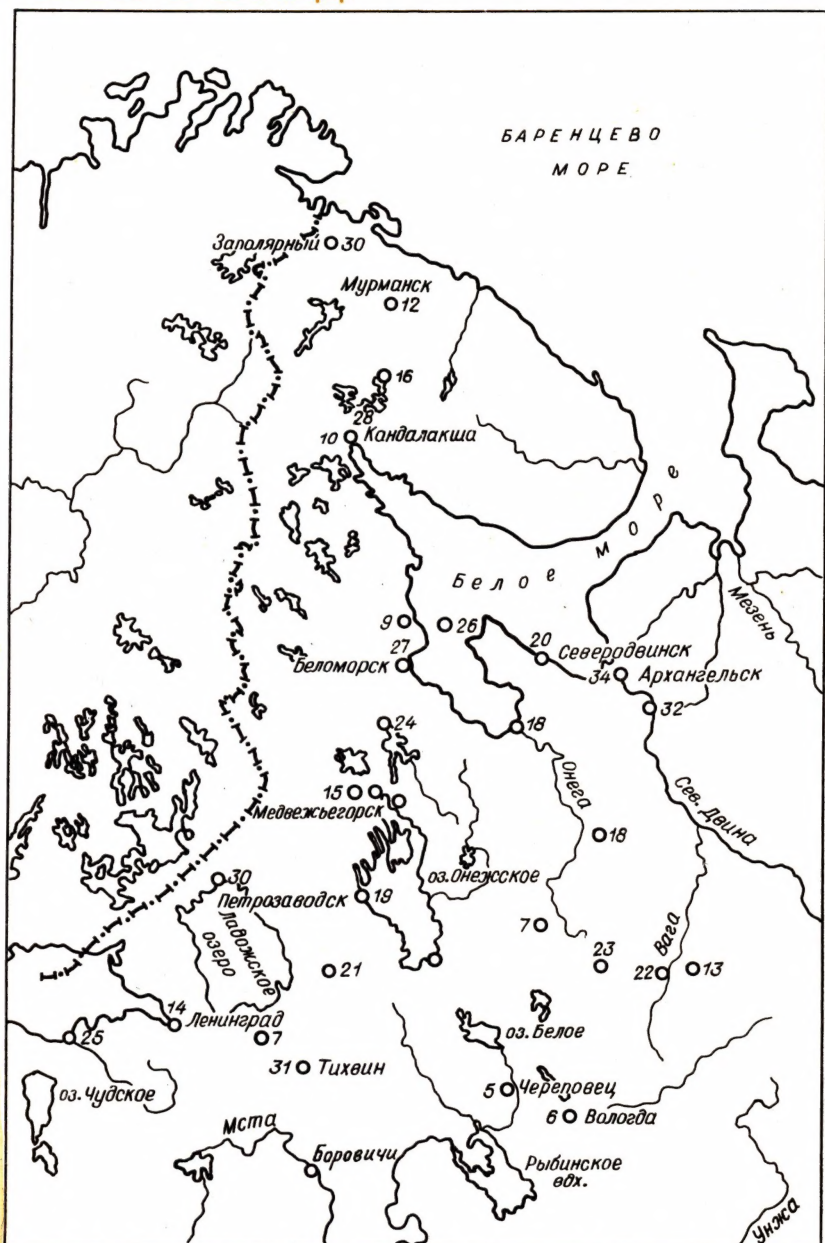 БАРЕНЦЕВО
МОРЕ
Заполярный 30
Мурманск
12
16
28
10 Кандалакша
Белое море
Мезень
9
26
27
Беломорск
20
Северодвинск
34 Архангельск
32
24
18
Онега
15
Медвежьегорск
Сев. Двина
18
оз. Онежское
30
Петрозаводск 19
Ладожское
озеро
7
21
23
Вага
22
13
14
Ленинград
25
7
оз. Белое
31 Тихвин
оз. Чудское
5 Череповец
6 Вологда
Мста
Боровичи
Рыбинское
вдх.
Унжа